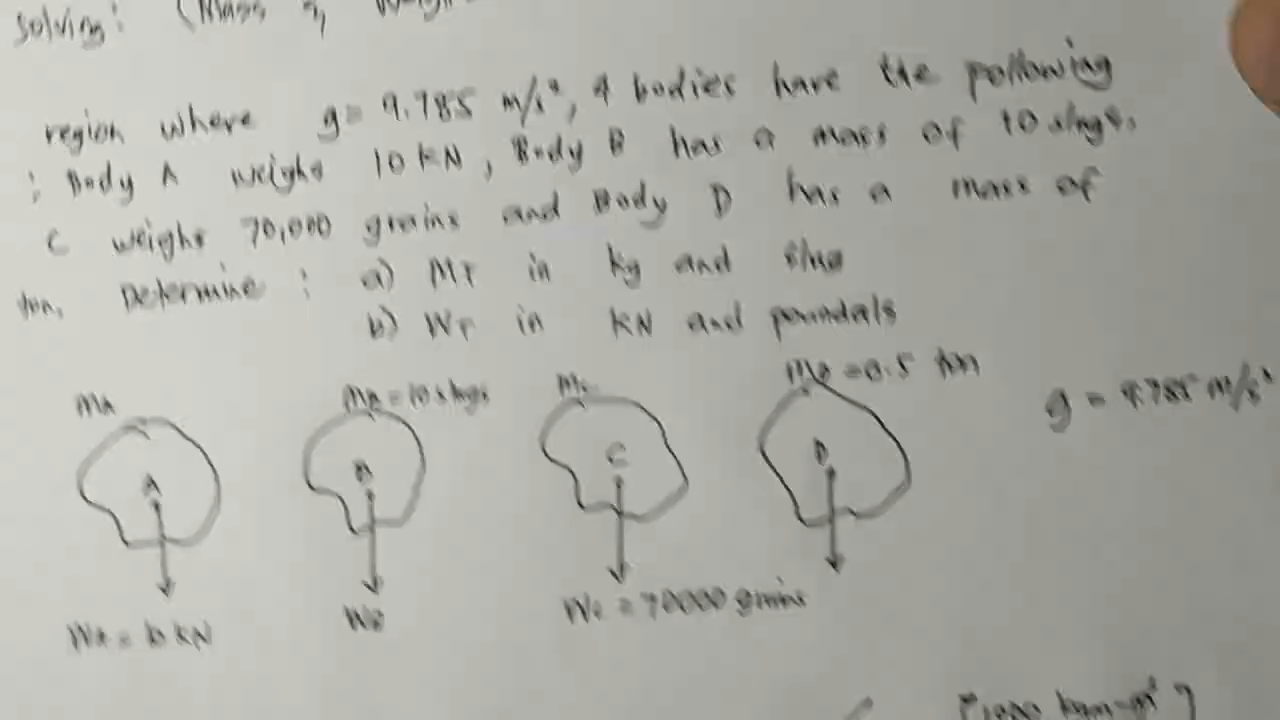 solving: (Mass &
region where g= 9.785 m/s², 4 bodies have the following
: Body A weighs 10 kN, Body B has a mass of 10 slugs.
C weighs 70,000 grains and Body D has a mass of
ton. Determine : a) MT in kg and slug
b) WT in kN and poundals
MA MB = 10 slugs Mc MD = 0.5 ton g = 9.785 m/s²
A B C D
WA = 10 kN WB Wc = 70000 grains